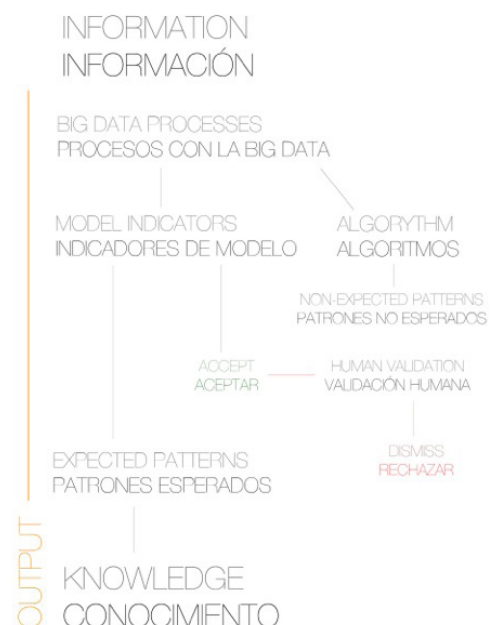 INFORMATION
INFORMACIÓN
BIG DATA PROCESSES
PROCESOS CON LA BIG DATA
MODEL INDICATORS
INDICADORES DE MODELO
ALGORYTHM
ALGORITMOS
NON-EXPECTED PATTERNS
PATRONES NO ESPERADOS
ACCEPT
ACEPTAR
HUMAN VALIDATION
VALIDACIÓN HUMANA
DISMISS
RECHAZAR
EXPECTED PATTERNS
PATRONES ESPERADOS
OUTPUT
KNOWLEDGE
CONOCIMIENTO